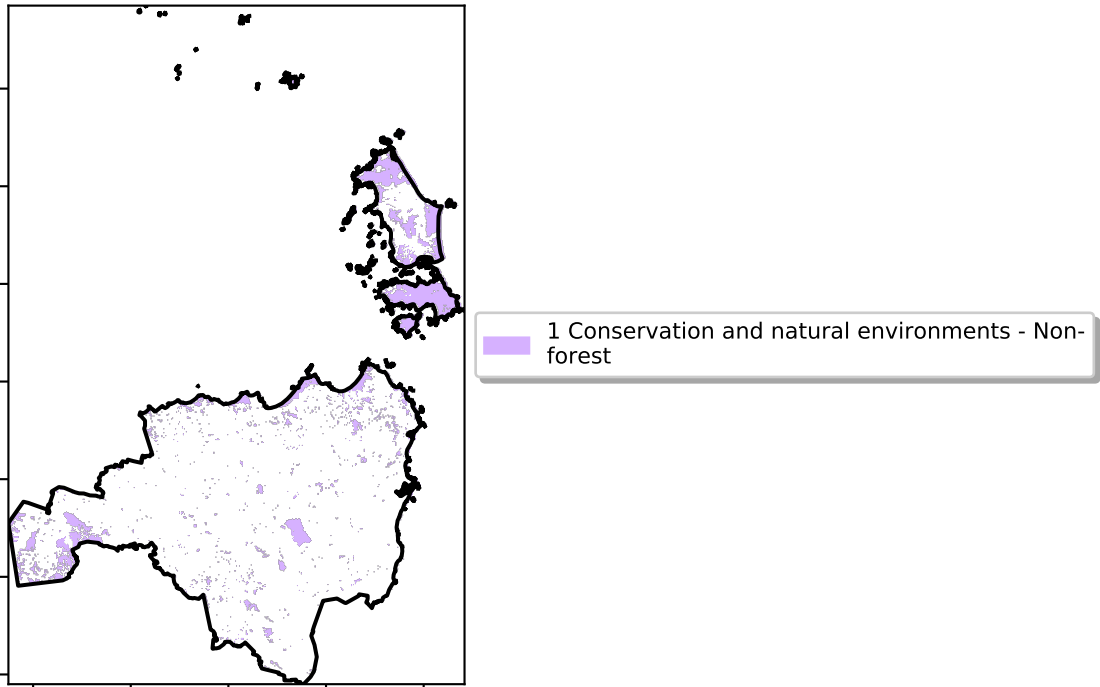 1 Conservation and natural environments - Non-
forest